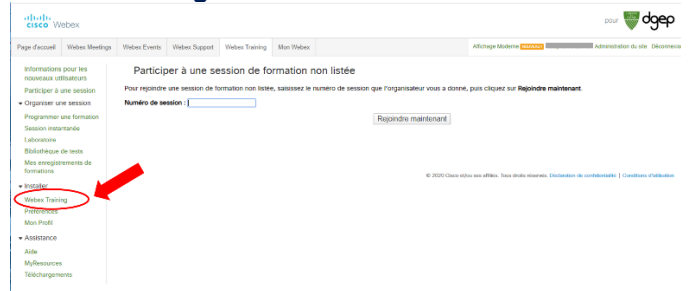 cisco Webex
pour dgep
Page d'accueil Webex Meetings Webex Events Webex Support Webex Training Mon Webex Affichage Moderne Administration du site Déconnexion
Informations pour les
nouveaux utilisateurs
Participer à une session
Organiser une session
Programmer une formation
Session instantanée
Laboratoire
Bibliothèque de tests
Mes enregistrements de
formations
Installer
Webex Training
Préférences
Mon Profil
Assistance
Aide
MyResources
Téléchargements
Participer à une session de formation non listée
Pour rejoindre une session de formation non listée, saisissez le numéro de session que l'organisateur vous a donné, puis cliquez sur Rejoindre maintenant.
Numéro de session :
Rejoindre maintenant
© 2020 Cisco et/ou ses affiliés. Tous droits réservés. Déclaration de confidentialité | Conditions d'utilisation